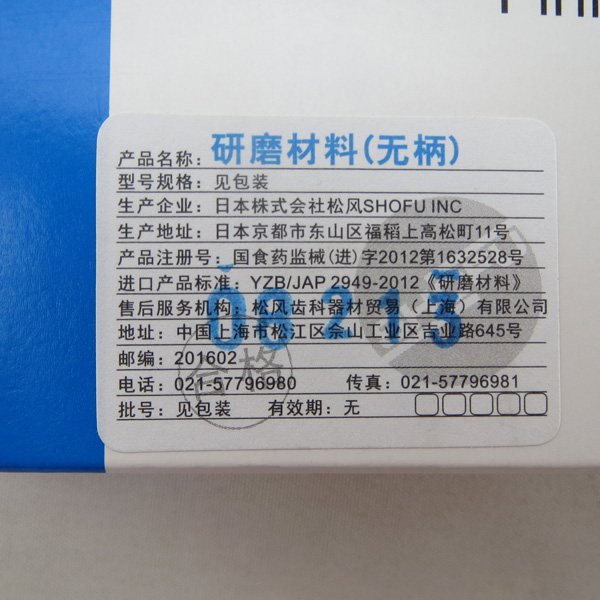 产品名称：研磨材料(无柄)
型号规格：见包装
生产企业：日本株式会社松风SHOFU INC
生产地址：日本京都市东山区福稻上高松町11号
产品注册号：国食药监械(进)字2012第1632528号
进口产品标准：YZB/JAP 2949-2012《研磨材料》
售后服务机构：松风齿科器材贸易（上海）有限公司
地址：中国上海市松江区佘山工业区吉业路645号
邮编：201602
电话：021-57796980 传真：021-57796981
批号：见包装 有效期：无
合格